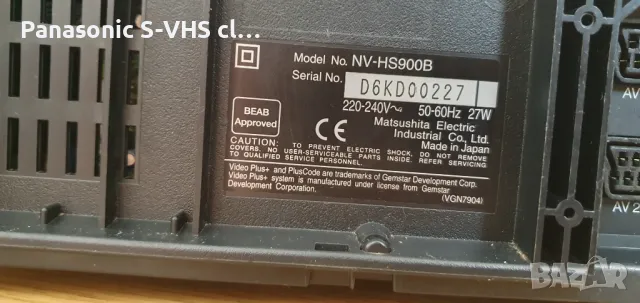 Panasonic S-VHS cl...
Model No. NV-HS900B
Serial No. D6KD00227
220-240V~ 50-60Hz 27W
BEAB
Approved
CE
Matsushita Electric
Industrial Co., Ltd.
Made in Japan
CAUTION: TO PREVENT ELECTRIC SHOCK, DO NOT REMOVE
COVERS. NO USER-SERVICEABLE PARTS INSIDE. REFER SERVICING
TO QUALIFIED SERVICE PERSONNEL.
Video Plus+ and PlusCode are trademarks of Gemstar Development Corp.
Video Plus+ system is manufactured under license from Gemstar
Development Corporation.
(VGN7904)
AV
AV 2
bazar.bg